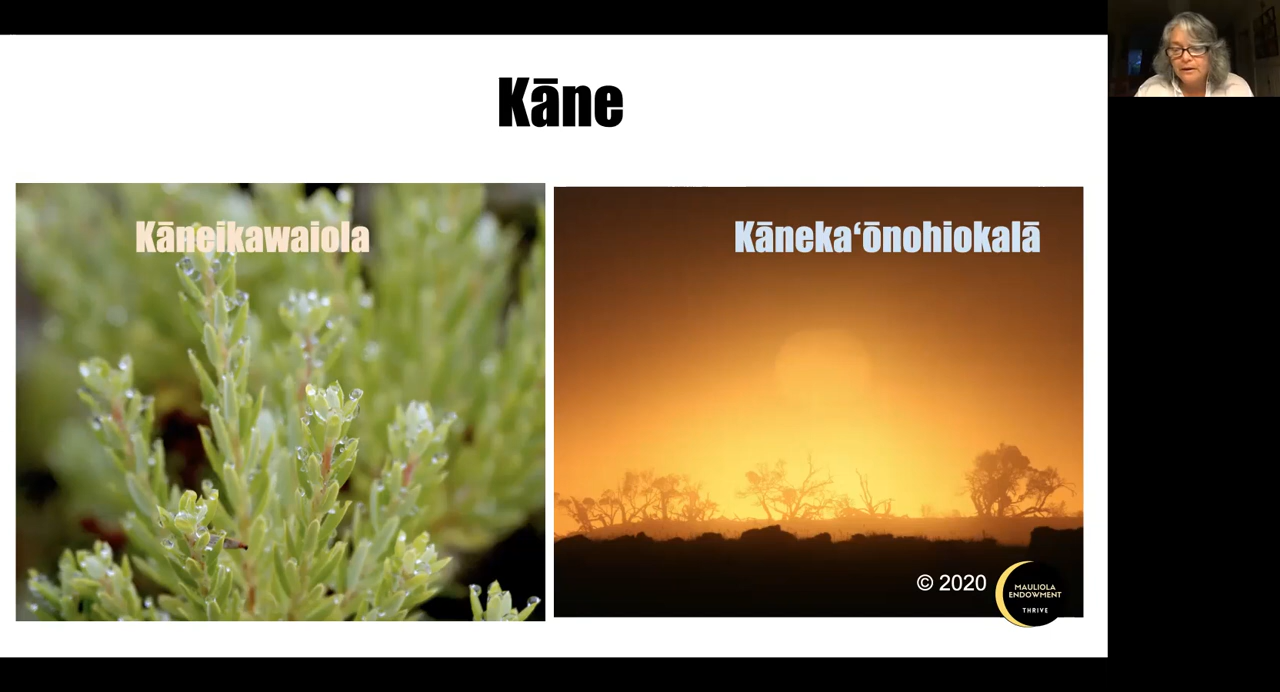 Kāne
Kāneikawaiola
Kānekaʻōnohiokalā
© 2020
MAULIOLA
ENDOWMENT
THRIVE